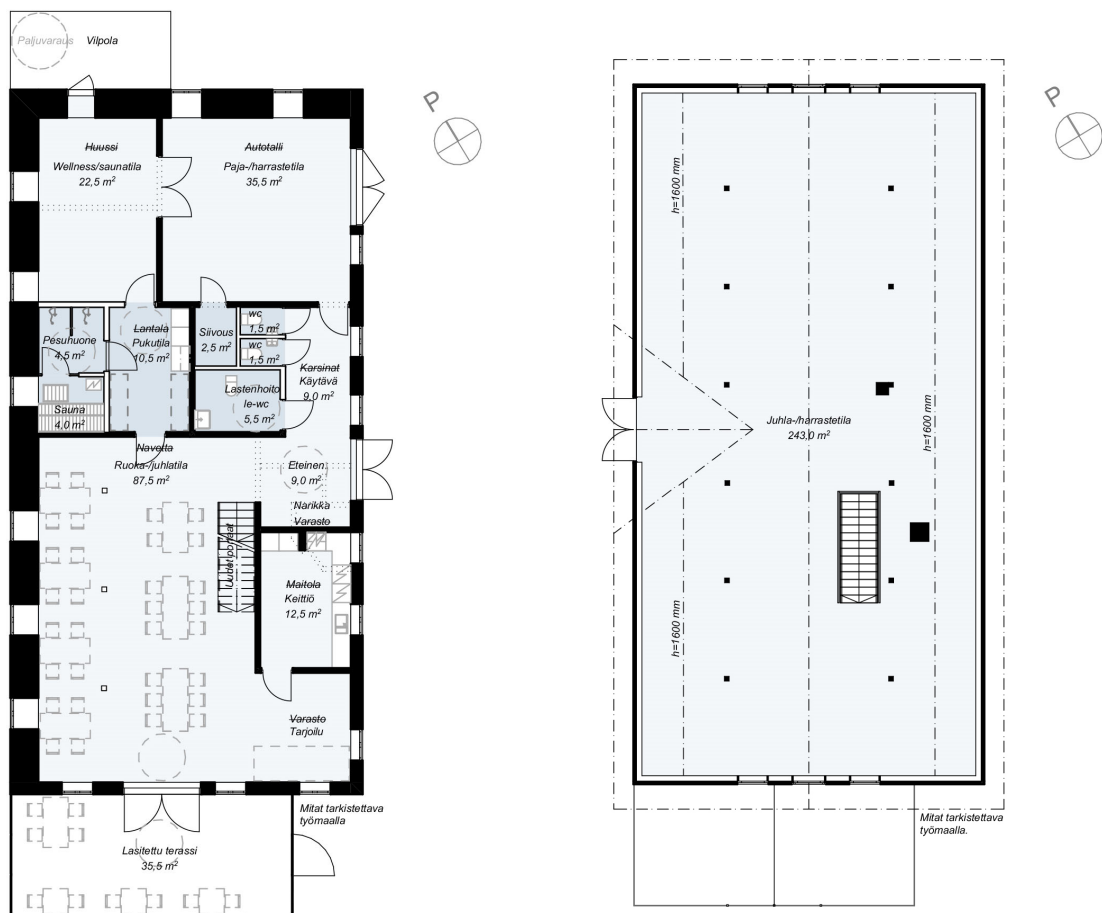 Paljuvaraus Vilpola
P
Huussi
Wellness/saunatila
22,5 m²
Autotalli
Paja-/harrastetila
35,5 m²
wc
1,5 m²
wc
1,5 m²
Siivous
2,5 m²
Pesuhuone
4,5 m²
Lantala
Pukutila
10,5 m²
Karsinat
Käytävä
9,0 m²
Lastenhoito
le-wc
5,5 m²
Sauna
4,0 m²
Navetta
Ruoka-/juhlatila
87,5 m²
Eteinen
9,0 m²
Narikka
Varasto
Uudet portaat
Maitola
Keittiö
12,5 m²
Varasto
Tarjoilu
Mitat tarkistettava
työmaalla
Lasitettu terassi
35,5 m²
P
h=1600 mm
h=1600 mm
Juhla-/harrastetila
243,0 m²
h=1600 mm
Mitat tarkistettava
työmaalla.